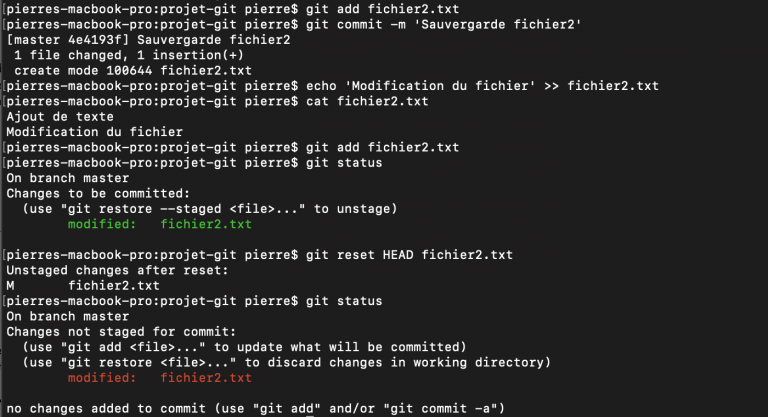 [pierres-macbook-pro:projet-git pierre$ git add fichier2.txt
[pierres-macbook-pro:projet-git pierre$ git commit -m 'Sauvergarde fichier2'
[master 4e4193f] Sauvergarde fichier2
 1 file changed, 1 insertion(+)
 create mode 100644 fichier2.txt
[pierres-macbook-pro:projet-git pierre$ echo 'Modification du fichier' >> fichier2.txt
[pierres-macbook-pro:projet-git pierre$ cat fichier2.txt
Ajout de texte
Modification du fichier
[pierres-macbook-pro:projet-git pierre$ git add fichier2.txt
[pierres-macbook-pro:projet-git pierre$ git status
On branch master
Changes to be committed:
  (use "git restore --staged <file>..." to unstage)
        modified:   fichier2.txt

[pierres-macbook-pro:projet-git pierre$ git reset HEAD fichier2.txt
Unstaged changes after reset:
M       fichier2.txt
[pierres-macbook-pro:projet-git pierre$ git status
On branch master
Changes not staged for commit:
  (use "git add <file>..." to update what will be committed)
  (use "git restore <file>..." to discard changes in working directory)
        modified:   fichier2.txt

no changes added to commit (use "git add" and/or "git commit -a")